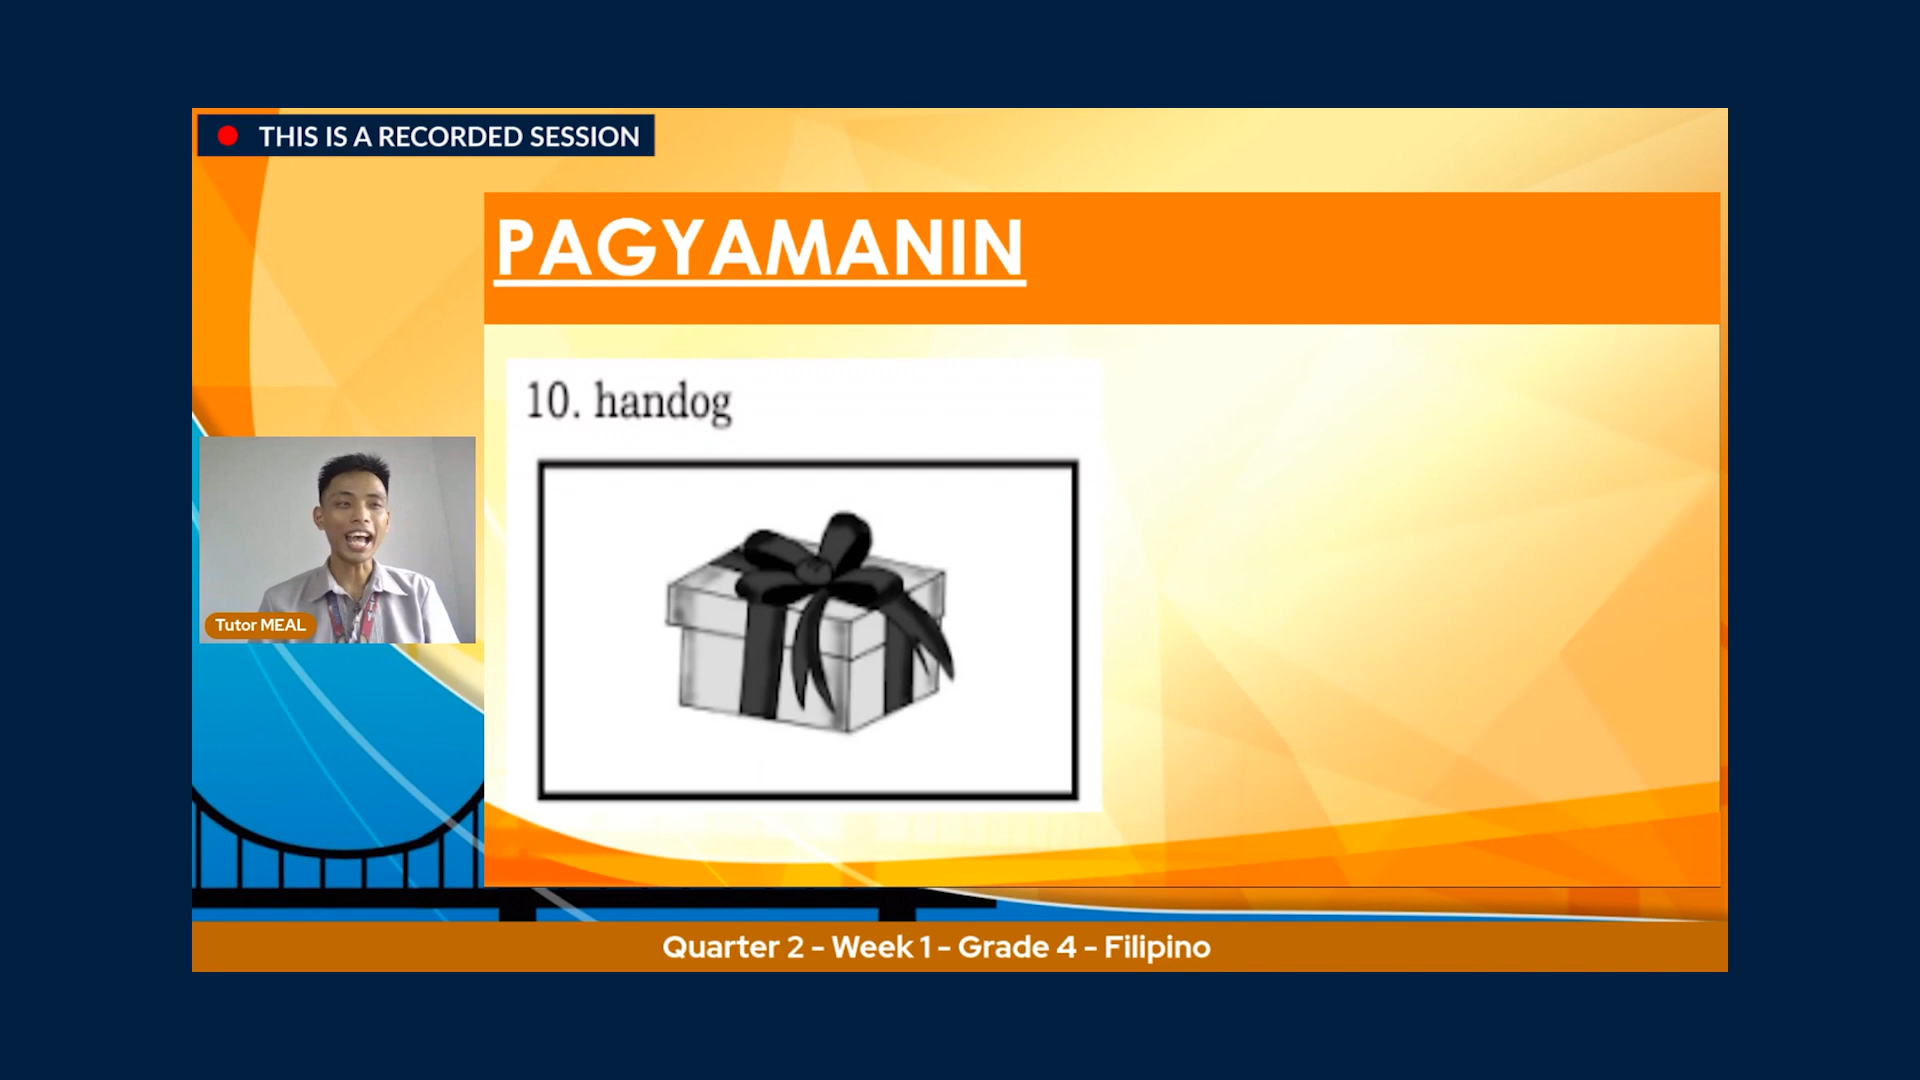 THIS IS A RECORDED SESSION
PAGYAMANIN
10. handog
Tutor MEAL
Quarter 2 - Week 1 - Grade 4 - Filipino